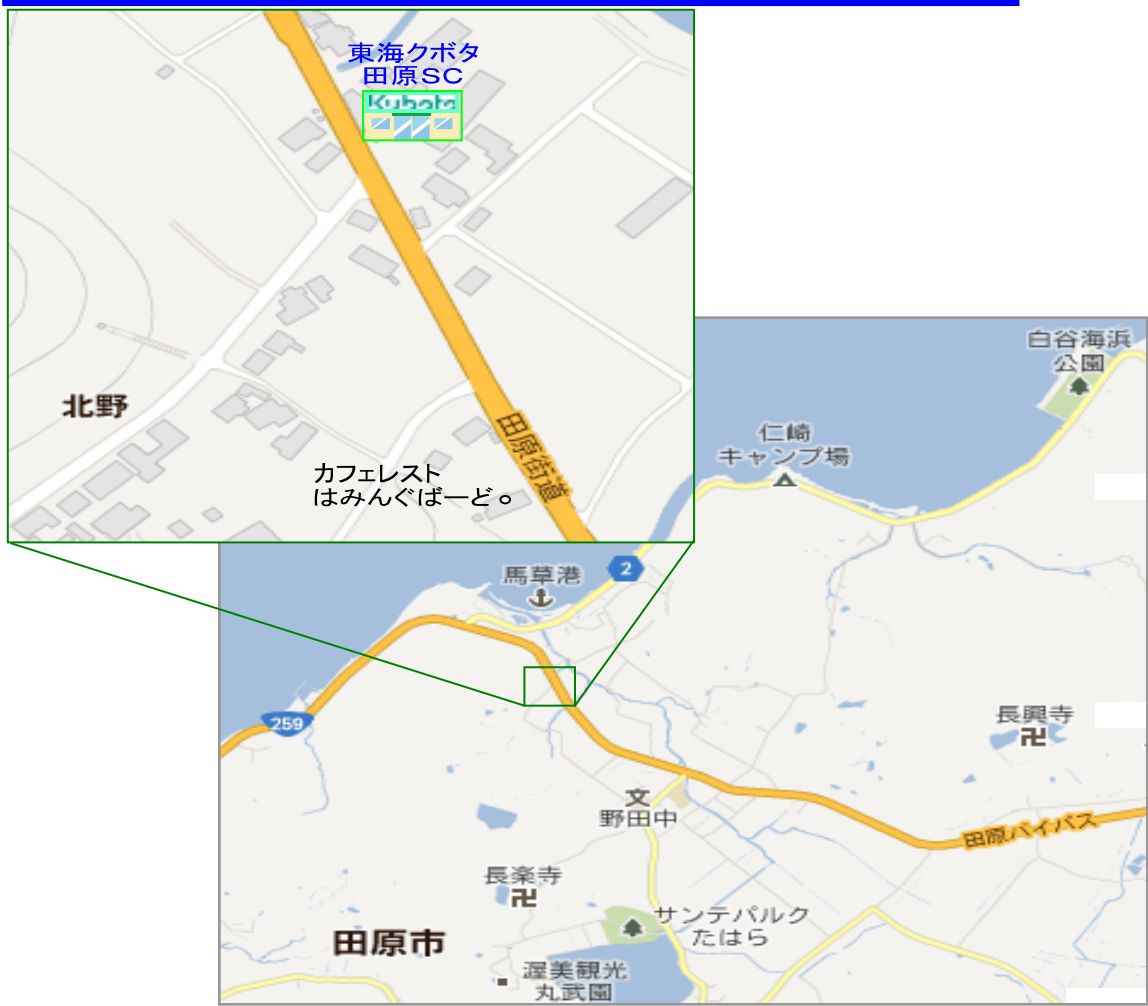 東海クボタ
田原SC
Kubota
北野
カフェレスト
はみんぐばーど。
田原街道
白谷海浜
公園
仁崎
キャンプ場
馬草港
2
259
長興寺
文
野田中
田原バイパス
長楽寺
サンテパルク
たはら
田原市
渥美観光
丸武園